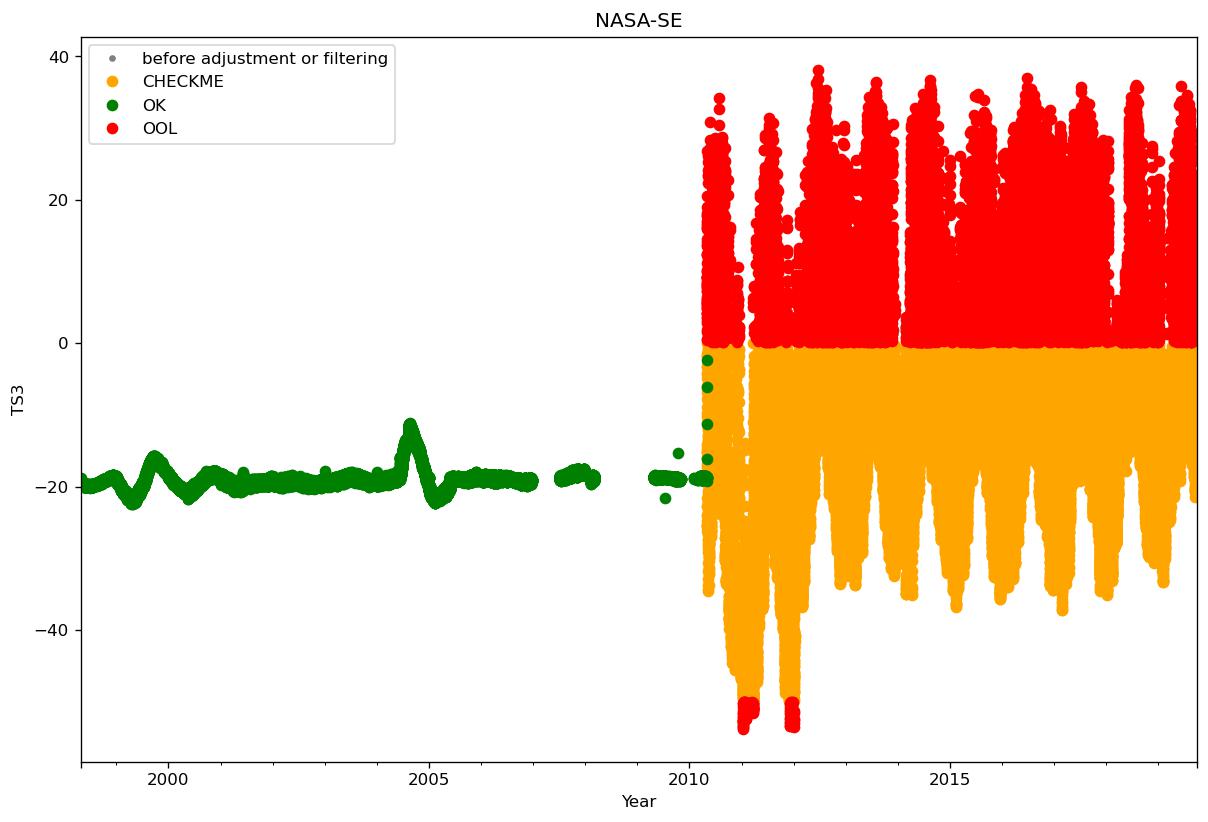 NASA-SE
before adjustment or filtering
CHECKME
OK
OOL
40
20
0
−20
−40
TS3
2000
2005
2010
2015
Year